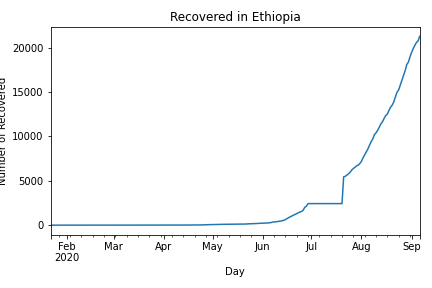 Recovered in Ethiopia
Number of Recovered
20000
15000
10000
5000
0
Feb Mar Apr May Jun Jul Aug Sep
2020
Day